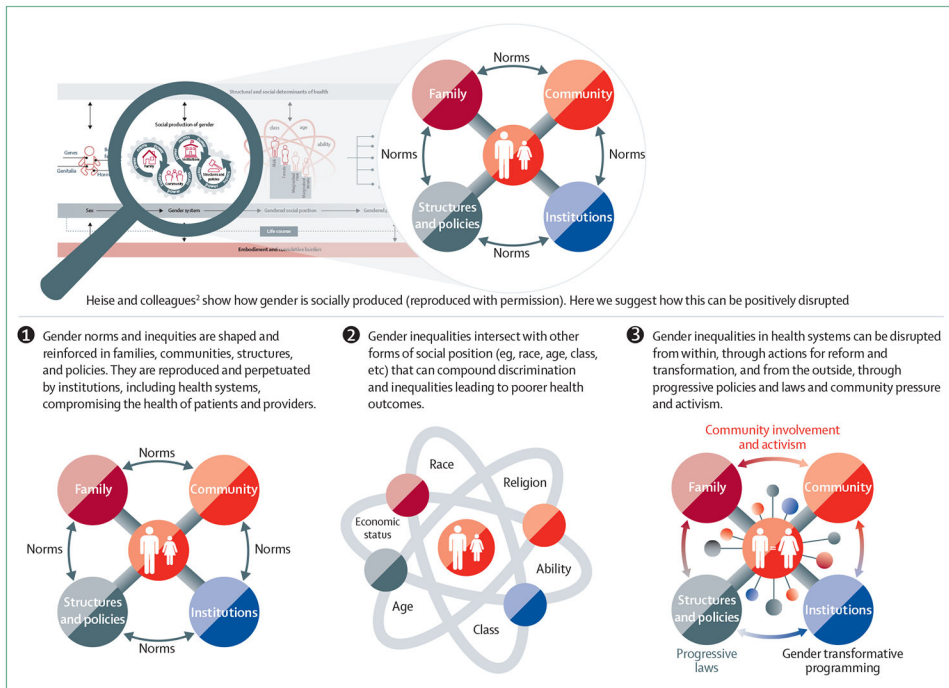 Structural and social determinants of health
Social production of gender
class
age
ability
Genes
Genitalia
Family
Institutions
Community
Structures and policies
Sex
Gender system
Gendered social position
Life course
Embodiment and
burden
Norms
Family
Community
Norms
Norms
Structures
and policies
Institutions
Norms
Heise and colleagues² show how gender is socially produced (reproduced with permission). Here we suggest how this can be positively disrupted
1 Gender norms and inequities are shaped and
reinforced in families, communities, structures,
and policies. They are reproduced and perpetuated
by institutions, including health systems,
compromising the health of patients and providers.
Norms
Family
Community
Norms
Norms
Structures
and policies
Institutions
Norms
2 Gender inequalities intersect with other
forms of social position (eg, race, age, class,
etc) that can compound discrimination
and inequalities leading to poorer health
outcomes.
Race
Religion
Economic
status
Ability
Age
Class
3 Gender inequalities in health systems can be disrupted
from within, through actions for reform and
transformation, and from the outside, through
progressive policies and laws and community pressure
and activism.
Community involvement
and activism
Family
Community
=
Structures
and policies
Institutions
Progressive
laws
Gender transformative
programming